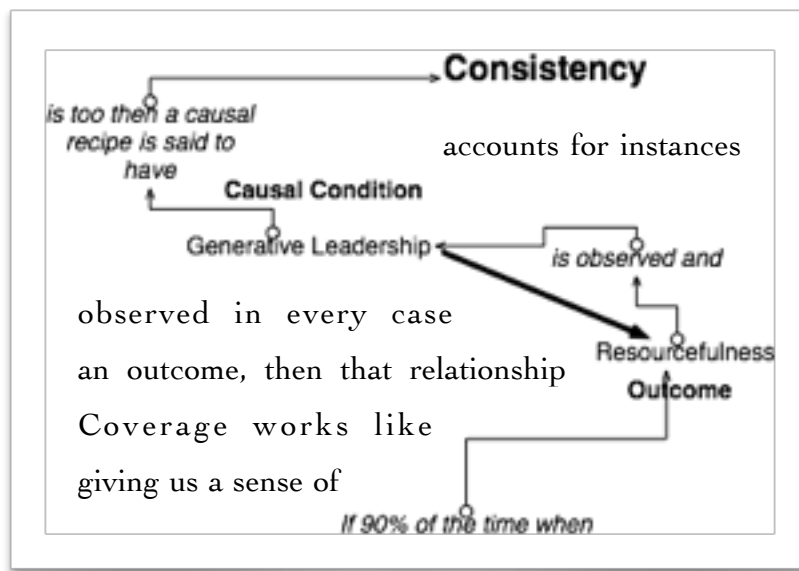 Consistency
is too then a causal
recipe is said to
have
accounts for instances
Causal Condition
Generative Leadership
is observed and
observed in every case
Resourcefulness
an outcome, then that relationship
Outcome
Coverage works like
giving us a sense of
If 90% of the time when